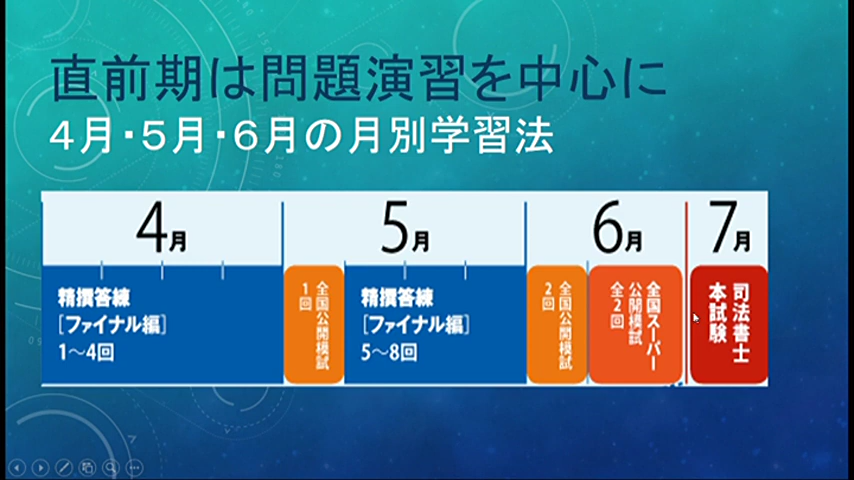 直前期は問題演習を中心に
４月・５月・６月の月別学習法
4月
5月
6月
7月
精撰答練
［ファイナル編］
1～4回
全国公開模試
1回
精撰答練
［ファイナル編］
5～8回
全国公開模試
2回
全国スーパー
公開模試
全2回
司法書士
本試験